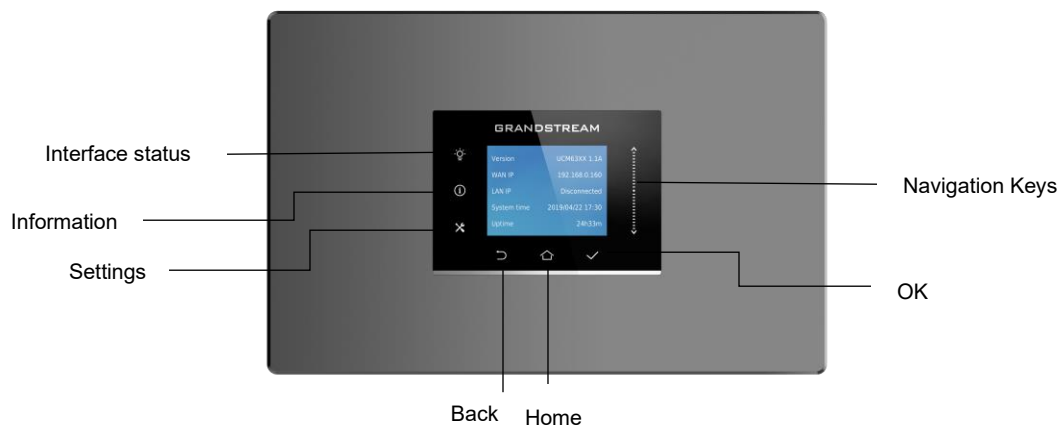 GRANDSTREAM
Interface status
Version UCM63XX 1.1A
WAN IP 192.168.0.160
Navigation Keys
LAN IP Disconnected
Information
System time 2019/04/22 17:30
Uptime 24h33m
Settings
OK
Back
Home